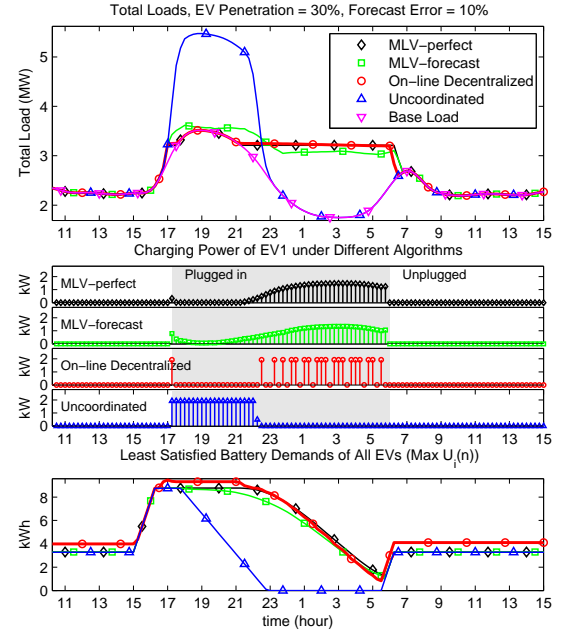 Total Loads, EV Penetration = 30%, Forecast Error = 10%
Total Load (MW)
5
4
3
2
MLV−perfect
MLV−forecast
On−line Decentralized
Uncoordinated
Base Load
11 13 15 17 19 21 23 1 3 5 7 9 11 13 15
Charging Power of EV1 under Different Algorithms
kW
2
1
0
MLV−perfect
Plugged in
Unplugged
kW
2
1
0
MLV−forecast
kW
2
1
0
On−line Decentralized
kW
2
1
0
Uncoordinated
11 13 15 17 19 21 23 1 3 5 7 9 11 13 15
Least Satisfied Battery Demands of All EVs (Max U_i(n))
kWh
8
4
0
11 13 15 17 19 21 23 1 3 5 7 9 11 13 15
time (hour)